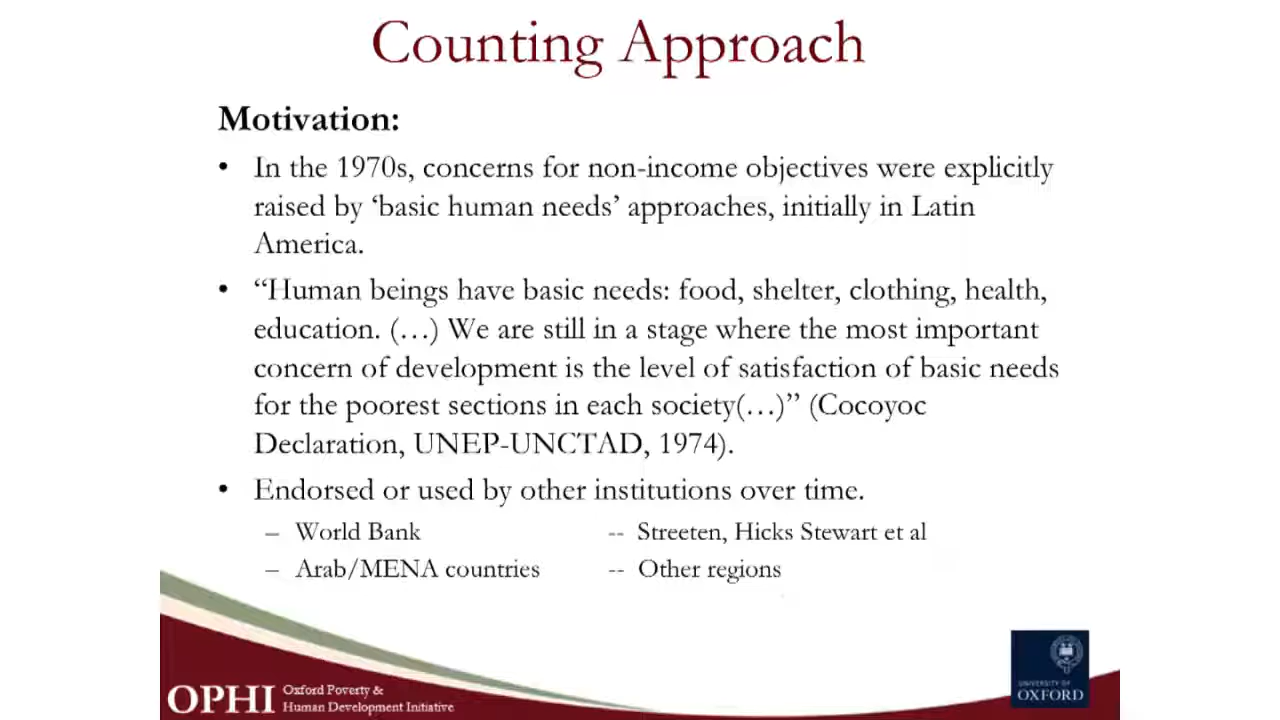 Counting Approach
Motivation:
• In the 1970s, concerns for non-income objectives were explicitly
raised by ‘basic human needs’ approaches, initially in Latin
America.
• “Human beings have basic needs: food, shelter, clothing, health,
education. (…) We are still in a stage where the most important
concern of development is the level of satisfaction of basic needs
for the poorest sections in each society(…)” (Cocoyoc
Declaration, UNEP-UNCTAD, 1974).
• Endorsed or used by other institutions over time.
– World Bank -- Streeten, Hicks Stewart et al
– Arab/MENA countries -- Other regions
OPHI Oxford Poverty &
Human Development Initiative
UNIVERSITY OF
OXFORD